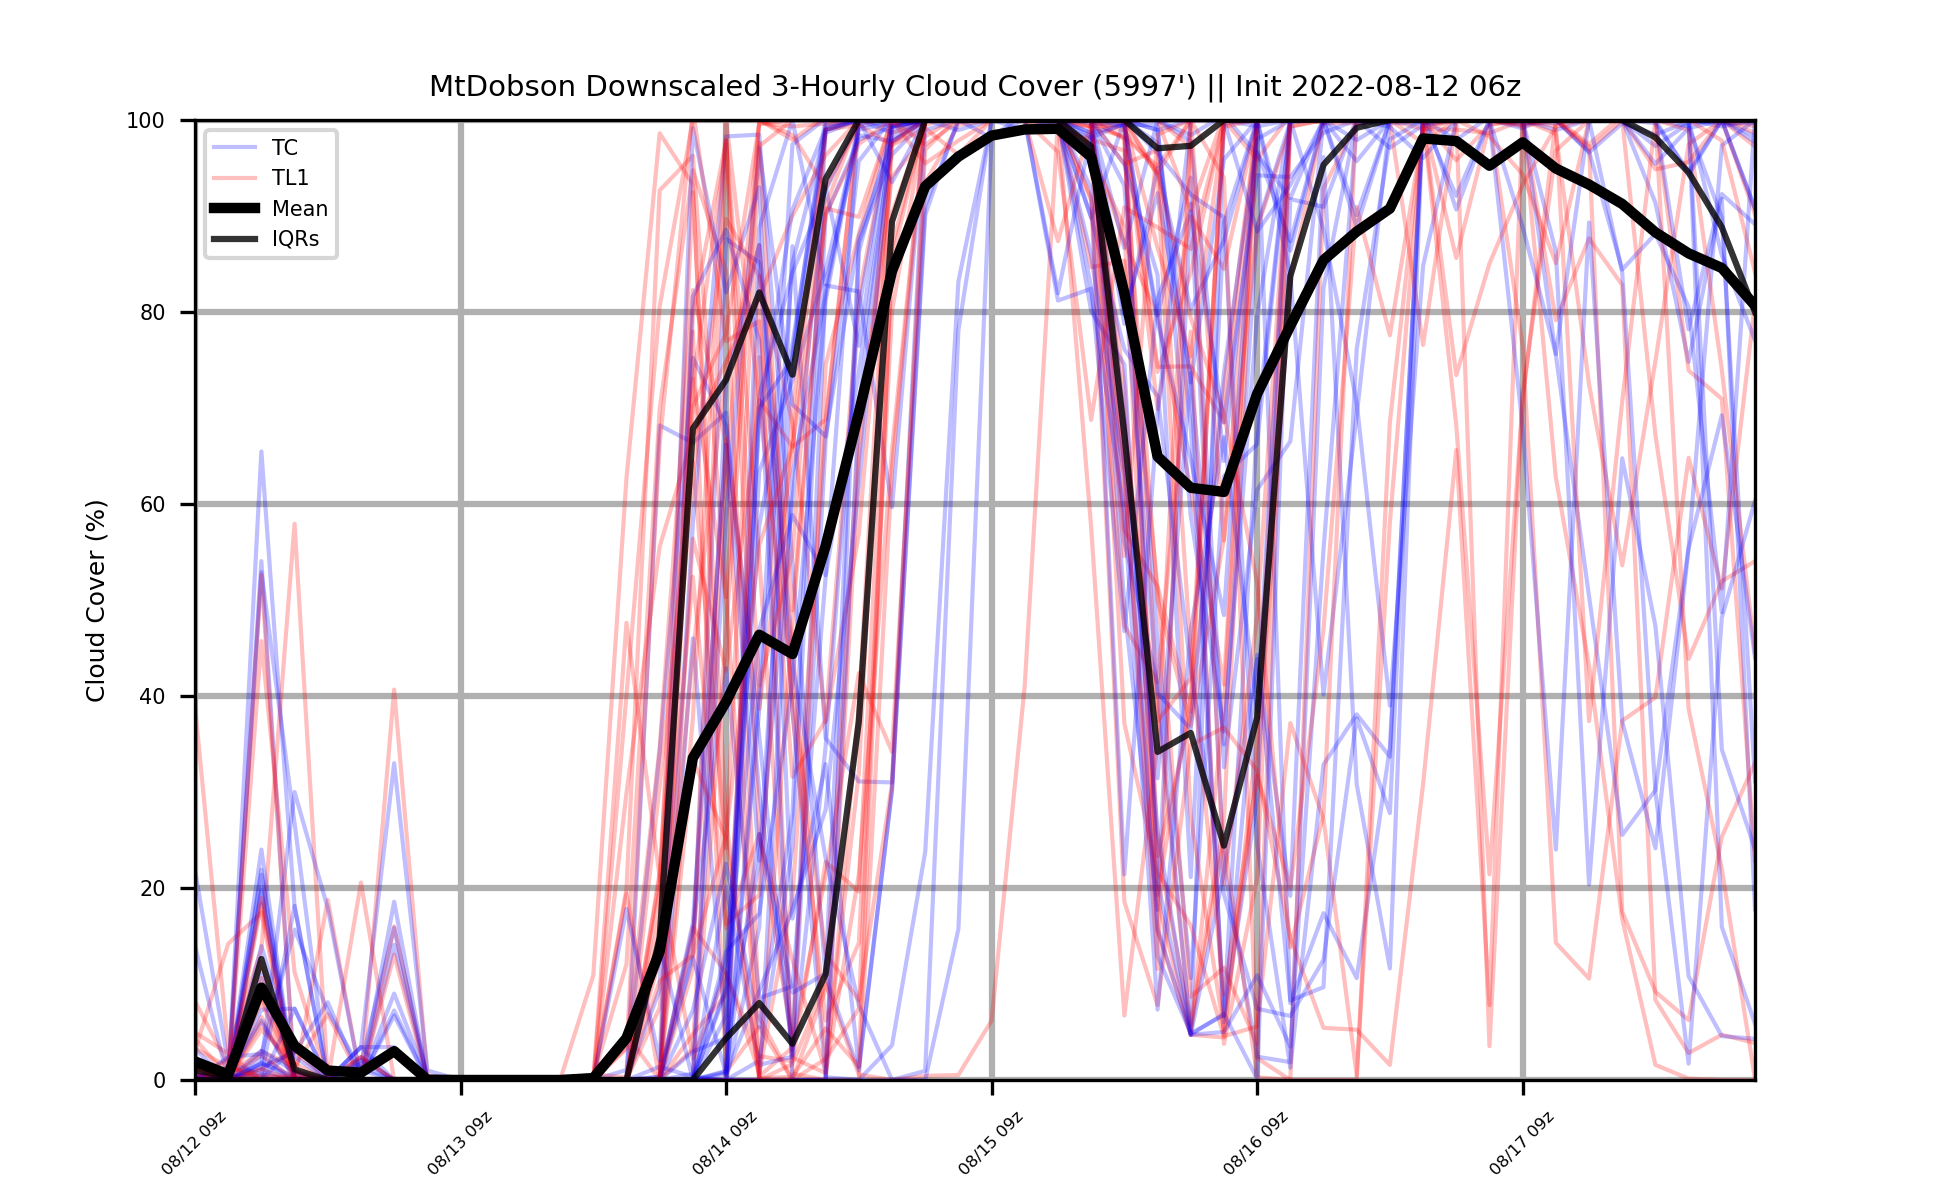 MtDobson Downscaled 3-Hourly Cloud Cover (5997') || Init 2022-08-12 06z
100
80
60
40
20
0
Cloud Cover (%)
TC
TL1
Mean
IQRs
08/12 09z
08/13 09z
08/14 09z
08/15 09z
08/16 09z
08/17 09z